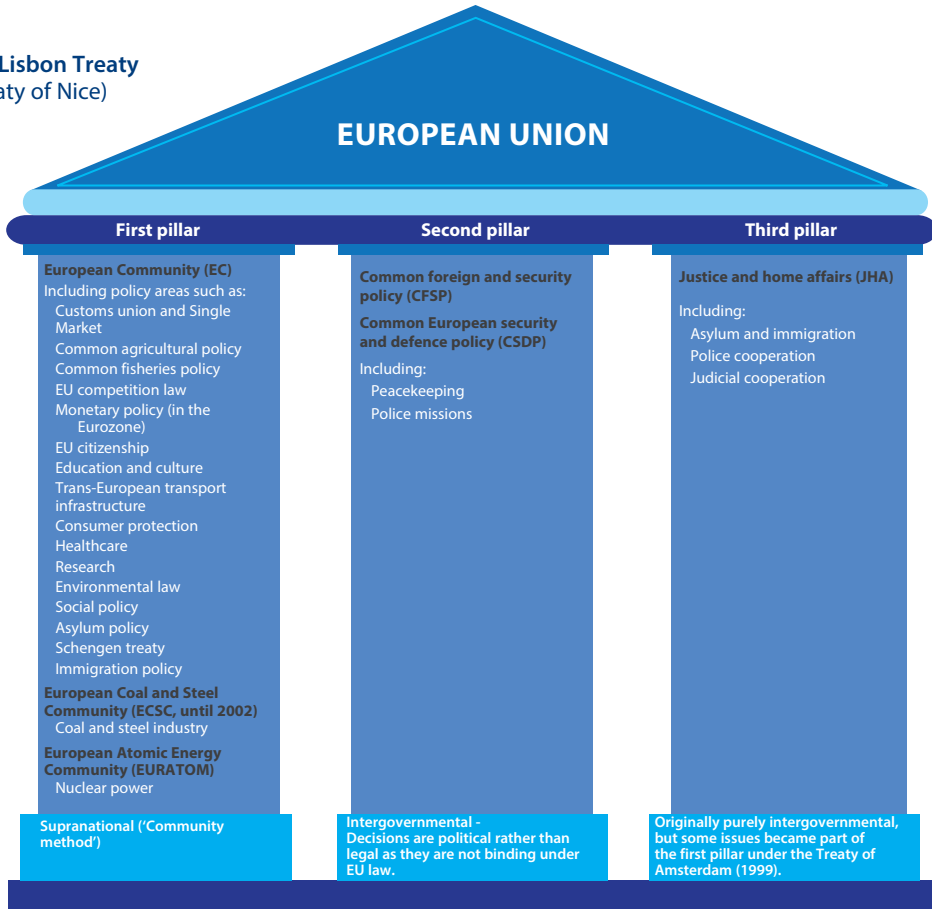 Lisbon Treaty
aty of Nice)
EUROPEAN UNION
First pillar
European Community (EC)
Including policy areas such as:
Customs union and Single
Market
Common agricultural policy
Common fisheries policy
EU competition law
Monetary policy (in the
Eurozone)
EU citizenship
Education and culture
Trans-European transport
infrastructure
Consumer protection
Healthcare
Research
Environmental law
Social policy
Asylum policy
Schengen treaty
Immigration policy
European Coal and Steel
Community (ECSC, until 2002)
Coal and steel industry
European Atomic Energy
Community (EURATOM)
Nuclear power
Supranational (‘Community
method’)
Second pillar
Common foreign and security
policy (CFSP)
Common European security
and defence policy (CSDP)
Including:
Peacekeeping
Police missions
Intergovernmental -
Decisions are political rather than
legal as they are not binding under
EU law.
Third pillar
Justice and home affairs (JHA)
Including:
Asylum and immigration
Police cooperation
Judicial cooperation
Originally purely intergovernmental,
but some issues became part of
the first pillar under the Treaty of
Amsterdam (1999).